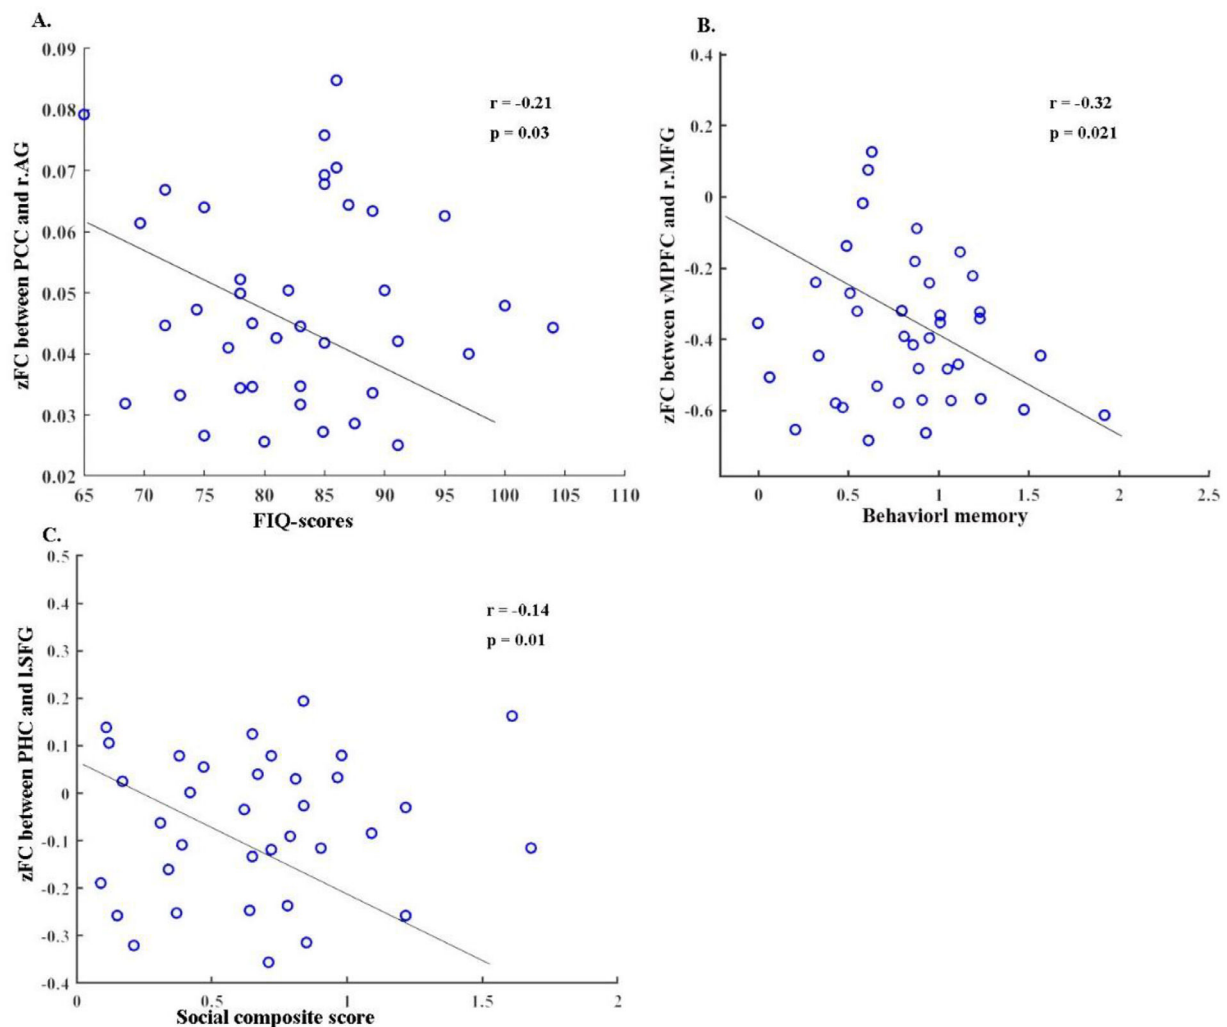 A.
0.09
0.08
0.07
0.06
0.05
0.04
0.03
0.02
zFC between PCC and r.AG
r = -0.21
p = 0.03
65 70 75 80 85 90 95 100 105 110
FIQ-scores
B.
0.4
0.2
0
-0.2
-0.4
-0.6
zFC between vMPFC and r.MFG
r = -0.32
p = 0.021
0 0.5 1 1.5 2 2.5
Behaviorl memory
C.
0.5
0.4
0.3
0.2
0.1
0
-0.1
-0.2
-0.3
-0.4
zFC between PHC and l.SFG
r = -0.14
p = 0.01
0 0.5 1 1.5 2
Social composite score